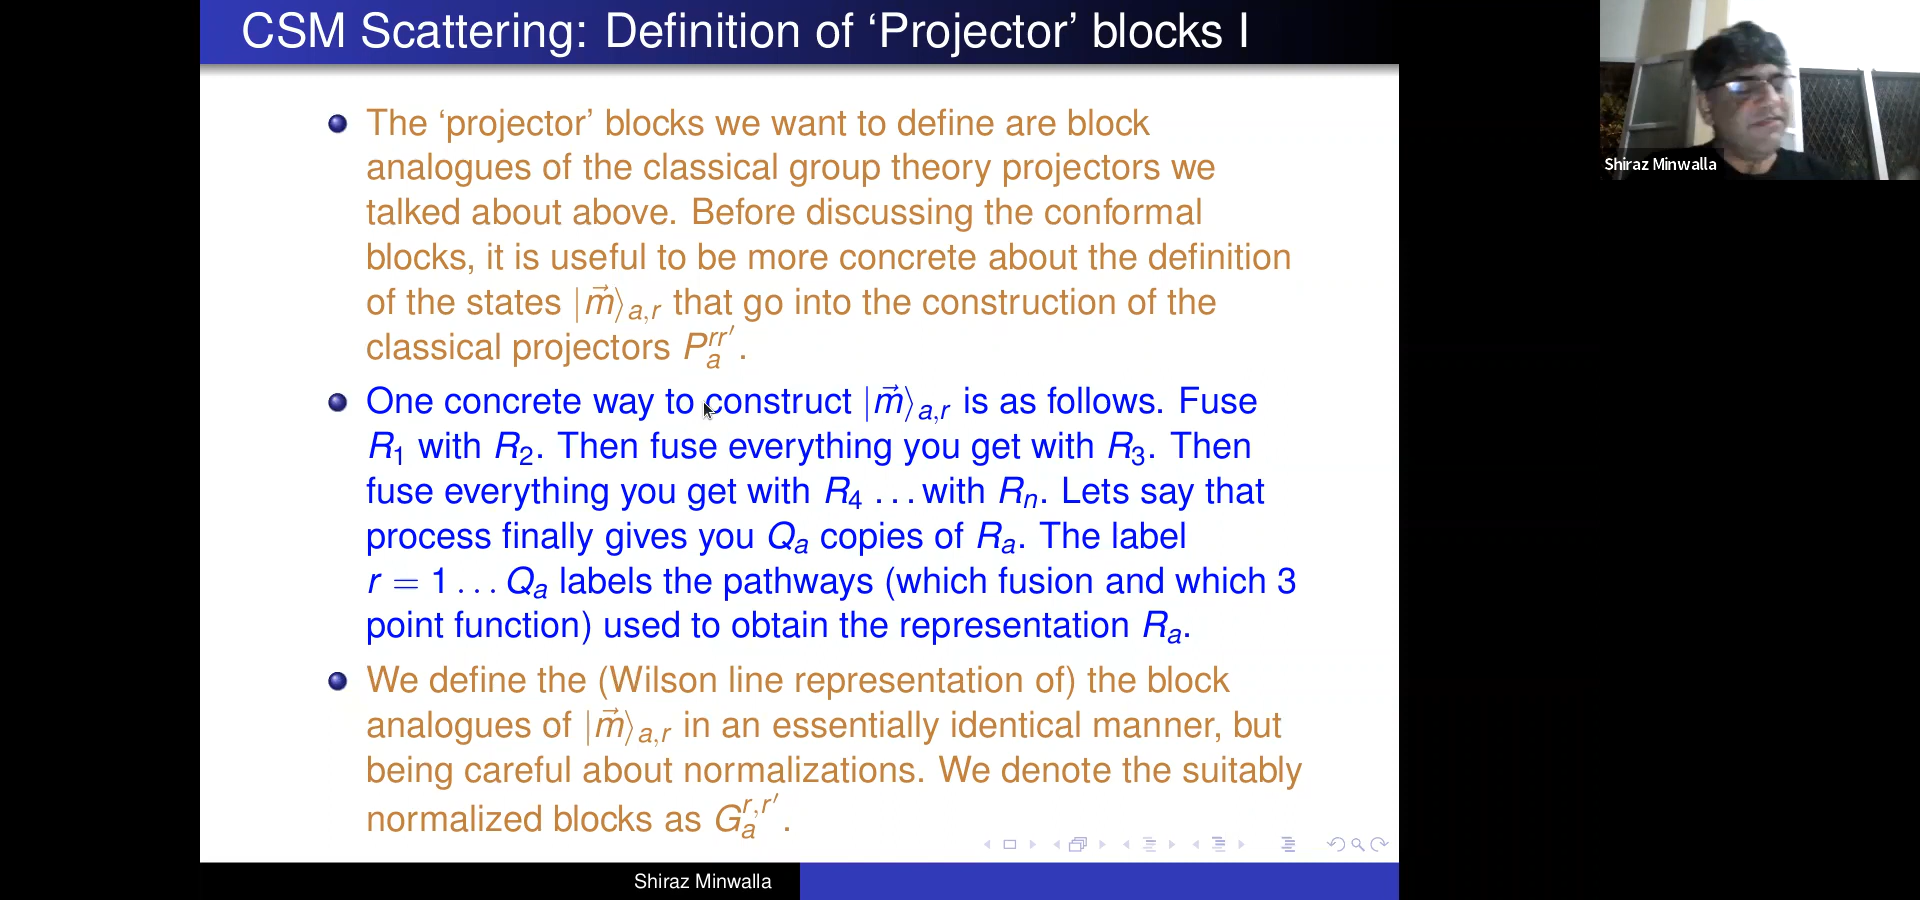 CSM Scattering: Definition of ‘Projector’ blocks I
The ‘projector’ blocks we want to define are block
analogues of the classical group theory projectors we
talked about above. Before discussing the conformal
blocks, it is useful to be more concrete about the definition
of the states |m⃗⟩a,r that go into the construction of the
classical projectors P_a^{rr′}.
One concrete way to construct |m⃗⟩a,r is as follows. Fuse
R1 with R2. Then fuse everything you get with R3. Then
fuse everything you get with R4 ... with Rn. Lets say that
process finally gives you Qa copies of Ra. The label
r = 1 ... Qa labels the pathways (which fusion and which 3
point function) used to obtain the representation Ra.
We define the (Wilson line representation of) the block
analogues of |m⃗⟩a,r in an essentially identical manner, but
being careful about normalizations. We denote the suitably
normalized blocks as G_a^{r,r′}.
Shiraz Minwalla
Shiraz Minwalla